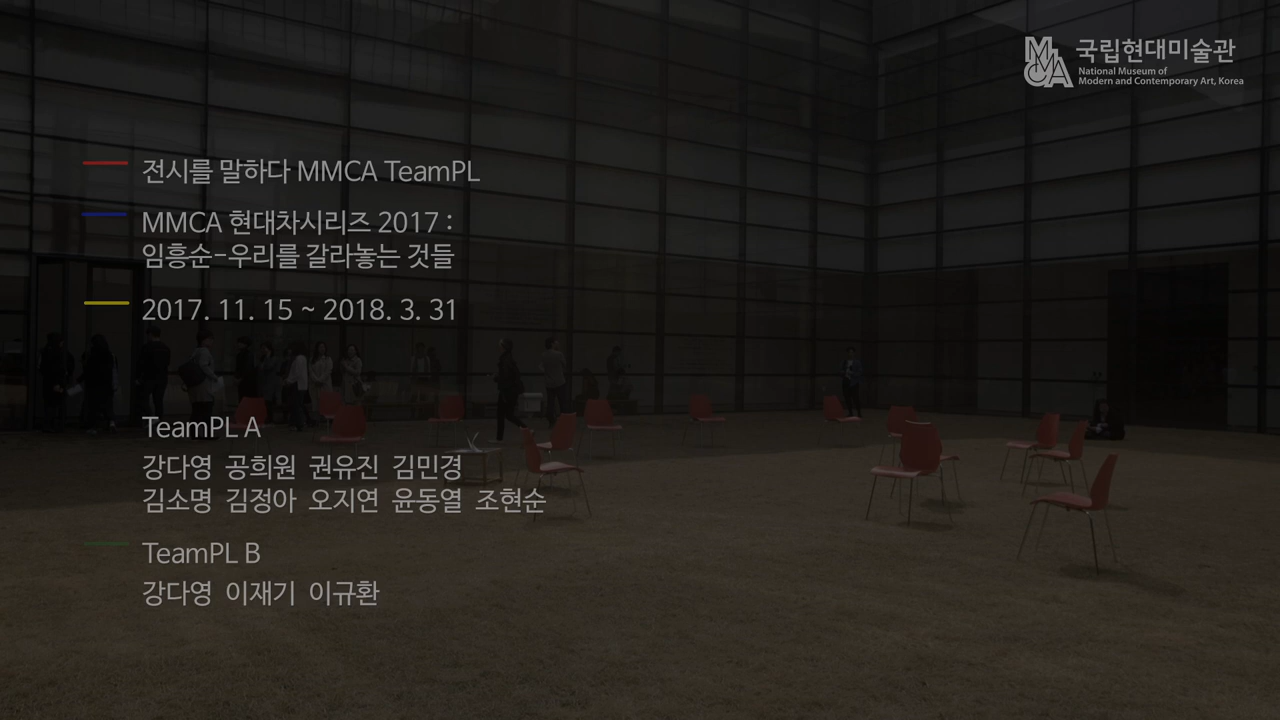 MMCA 국립현대미술관
National Museum of
Modern and Contemporary Art, Korea
전시를 말하다 MMCA TeamPL
MMCA 현대차시리즈 2017 :
임흥순-우리를 갈라놓는 것들
2017. 11. 15 ~ 2018. 3. 31
TeamPL A
강다영 공희원 권유진 김민경
김소명 김정아 오지연 윤동열 조현순
TeamPL B
강다영 이재기 이규환